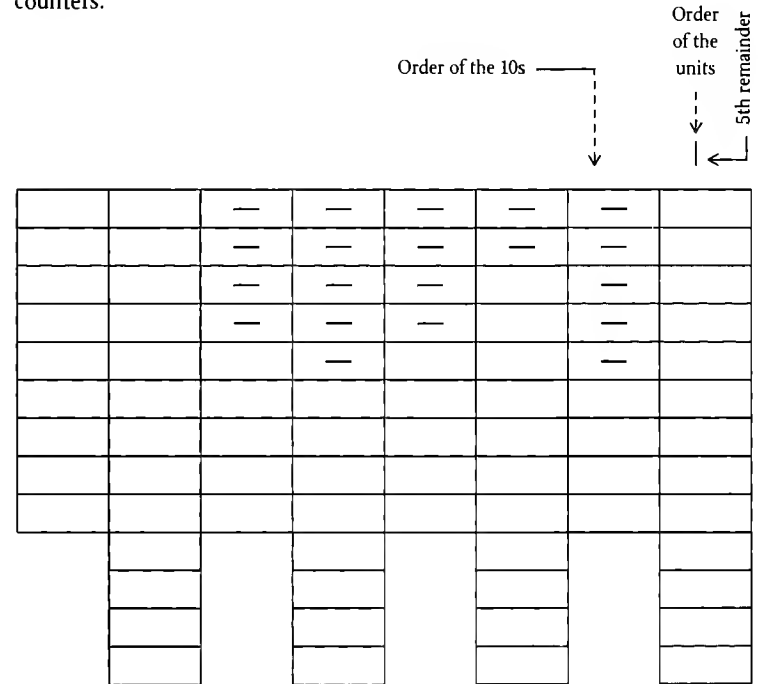 counters.
Order
of the
units
5th remainder
Order of the 10s